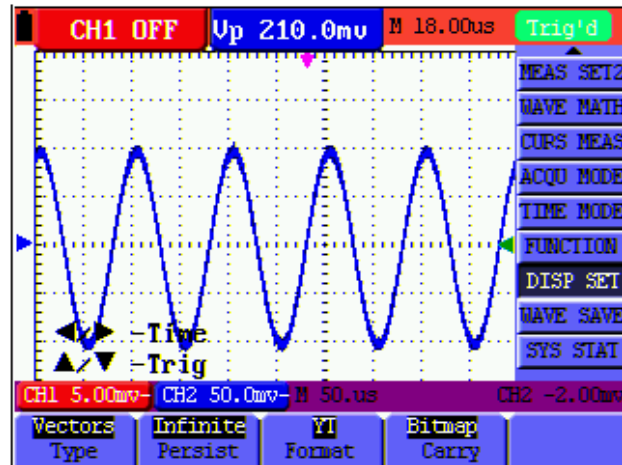 CH1 OFF Vp 210.0mv M 18.00us Trig'd
MEAS SET2
WAVE MATH
CURS MEAS
ACQU MODE
TIME MODE
FUNCTION
DISP SET
WAVE SAVE
SYS STAT
◀/▶ -Time
▲/▼ -Trig
CH1 5.00mv- CH2 50.0mv- M 50.us CH2 -2.00mv
Vectors Infinite YT Bitmap
Type Persist Format Carry